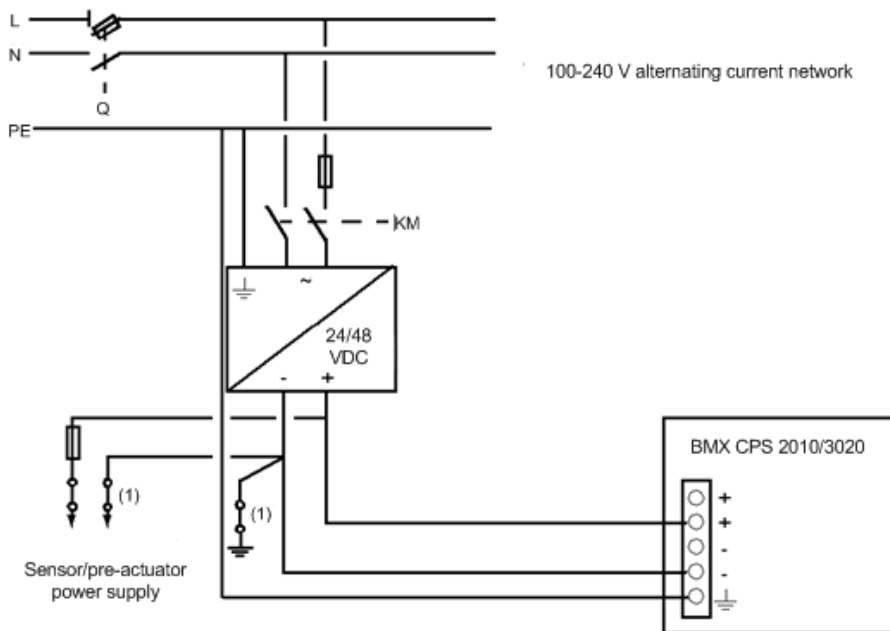 L
N
100-240 V alternating current network
Q
PE
KM
~
24/48
VDC
- +
BMX CPS 2010/3020
+
+
-
-
(1)
(1)
Sensor/pre-actuator
power supply